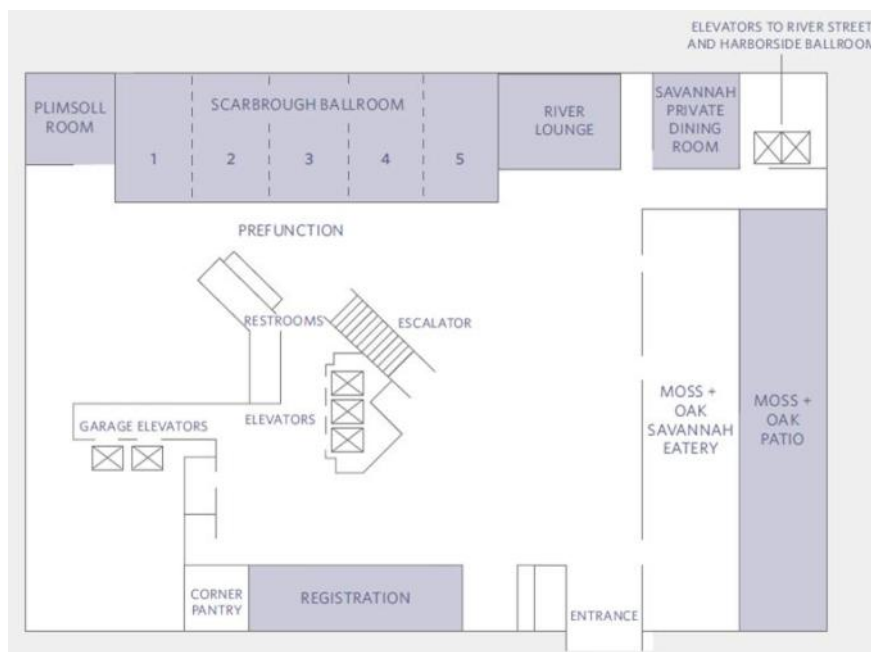 ELEVATORS TO RIVER STREET
AND HARBORSIDE BALLROOM
PLIMSOLL
ROOM
SCARBROUGH BALLROOM
1 2 3 4 5
RIVER
LOUNGE
SAVANNAH
PRIVATE
DINING
ROOM
PREFUNCTION
RESTROOMS
ESCALATOR
GARAGE ELEVATORS
ELEVATORS
MOSS +
OAK
SAVANNAH
EATERY
MOSS +
OAK
PATIO
CORNER
PANTRY
REGISTRATION
ENTRANCE